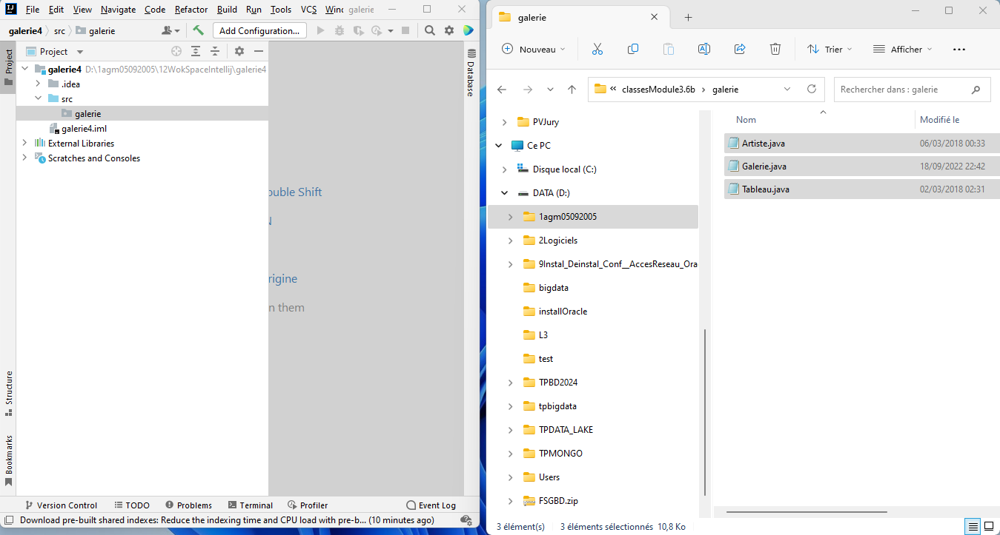 File Edit View Navigate Code Refactor Build Run Tools VCS Winc galerie
galerie4 src galerie Add Configuration...
Project
Project
galerie4 D:\1agm05092005\12WokSpaceIntellij\galerie4
.idea
src
galerie
galerie4.iml
External Libraries
Scratches and Consoles
Database
ouble Shift
N
rigine
n them
Structure
Bookmarks
Version Control TODO Problems Terminal Profiler Event Log
Download pre-built shared indexes: Reduce the indexing time and CPU load with pre-b... (10 minutes ago)
galerie
Nouveau Trier Afficher
« classesModule3.6b galerie Rechercher dans : galerie
PVJury
Ce PC
Disque local (C:)
DATA (D:)
1agm05092005
2Logiciels
9Instal_Deinstal_Conf__AccesReseau_Ora
bigdata
installOracle
L3
test
TPBD2024
tpbigdata
TPDATA_LAKE
TPMONGO
Users
FSGBD.zip
Nom Modifié le
Artiste.java 06/03/2018 00:33
Galerie.java 18/09/2022 22:42
Tableau.java 02/03/2018 02:31
3 élément(s) 3 éléments sélectionnés 10,8 Ko